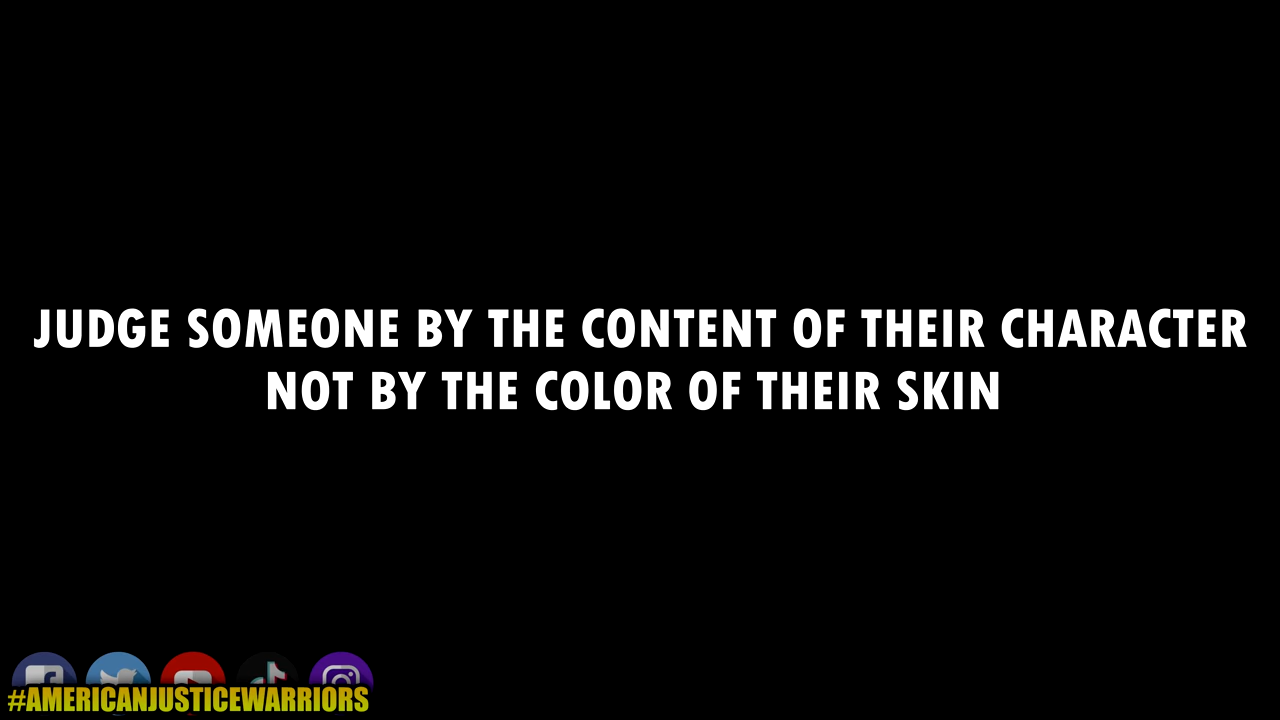 JUDGE SOMEONE BY THE CONTENT OF THEIR CHARACTER
NOT BY THE COLOR OF THEIR SKIN
#AMERICANJUSTICEWARRIORS